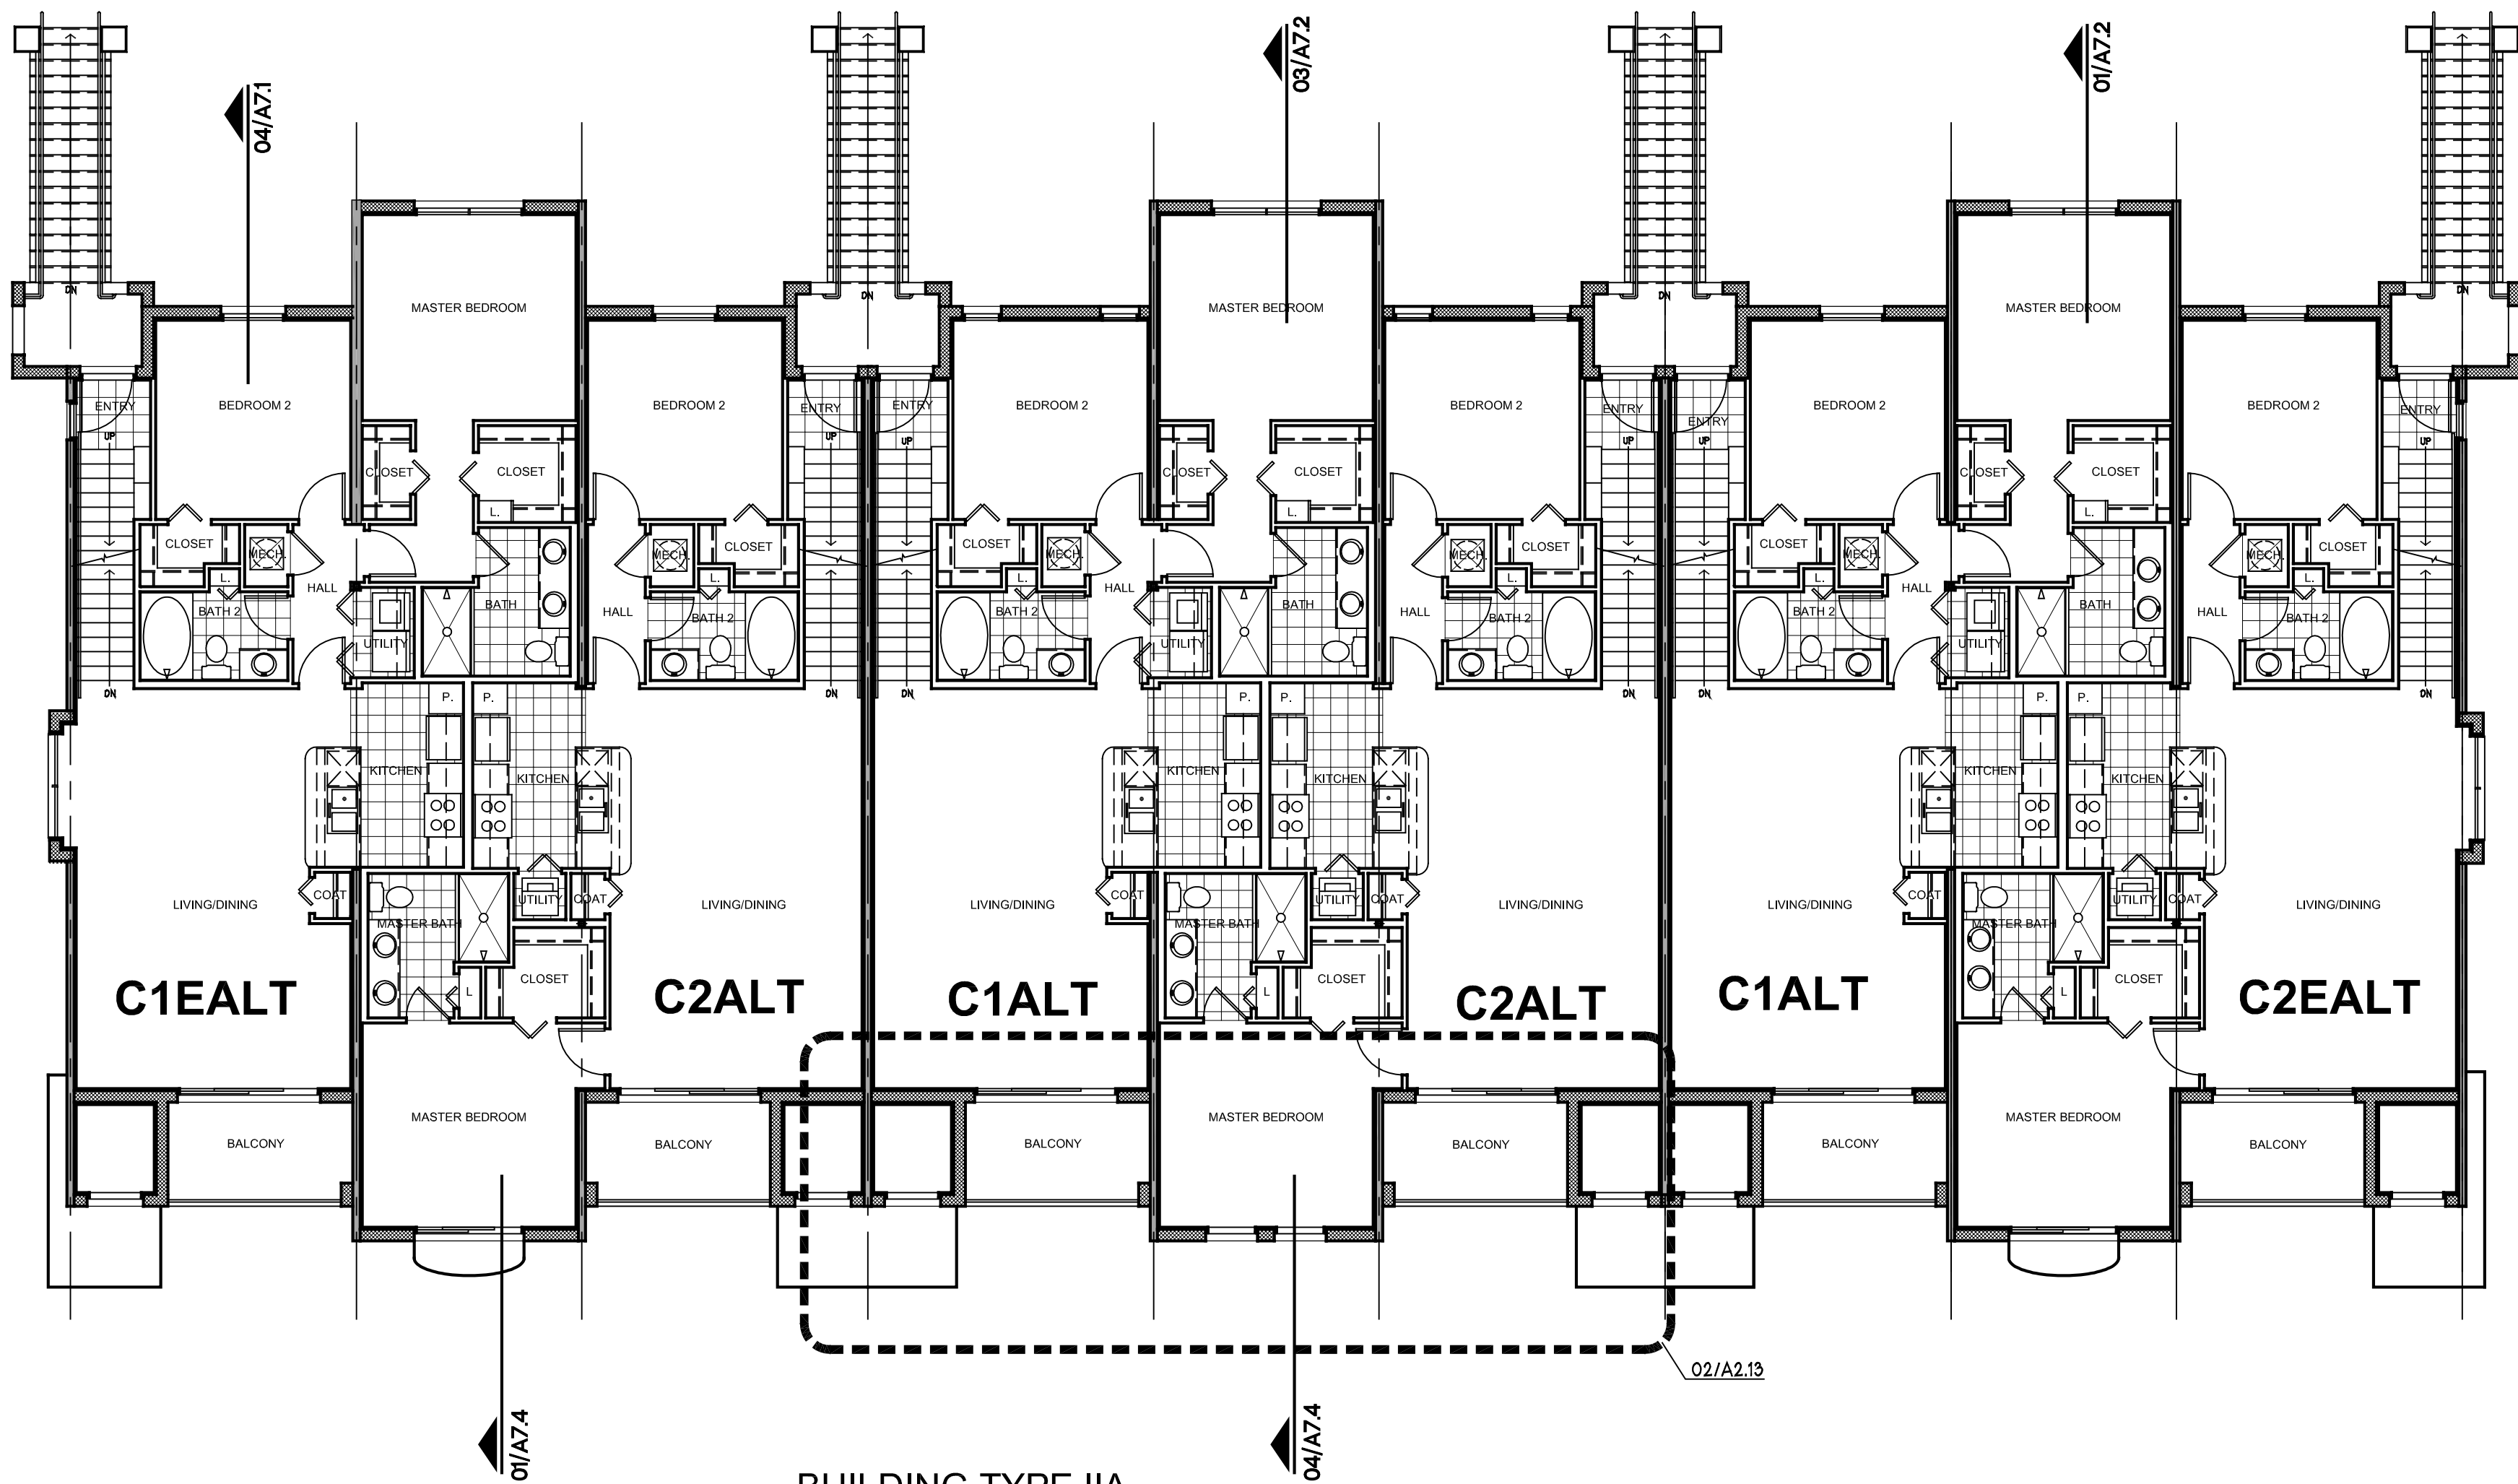 04/A7.1
03/A7.2
01/A7.2
DN
DN
DN
DN
MASTER BEDROOM
MASTER BEDROOM
MASTER BEDROOM
ENTRY
BEDROOM 2
BEDROOM 2
ENTRY
ENTRY
BEDROOM 2
BEDROOM 2
ENTRY
ENTRY
BEDROOM 2
BEDROOM 2
ENTRY
UP
UP
UP
UP
UP
UP
CLOSET
CLOSET
CLOSET
CLOSET
CLOSET
CLOSET
L.
L.
L.
CLOSET
MECH.
MECH.
CLOSET
CLOSET
MECH.
MECH.
CLOSET
CLOSET
MECH.
MECH.
CLOSET
L.
HALL
L.
L.
HALL
L.
L.
HALL
L.
BATH 2
BATH
HALL
BATH 2
BATH 2
BATH
HALL
BATH 2
BATH 2
BATH
HALL
BATH 2
UTILITY
UTILITY
UTILITY
DN
P.
P.
DN
DN
P.
P.
DN
DN
P.
P.
DN
KITCHEN
KITCHEN
KITCHEN
KITCHEN
KITCHEN
KITCHEN
COAT
UTILITY
COAT
COAT
UTILITY
COAT
COAT
UTILITY
COAT
LIVING/DINING
LIVING/DINING
LIVING/DINING
LIVING/DINING
LIVING/DINING
LIVING/DINING
MASTER BATH
MASTER BATH
MASTER BATH
CLOSET
CLOSET
CLOSET
L
L
L
C1EALT
C2ALT
C1ALT
C2ALT
C1ALT
C2EALT
MASTER BEDROOM
MASTER BEDROOM
MASTER BEDROOM
BALCONY
BALCONY
BALCONY
BALCONY
BALCONY
BALCONY
02/A2.13
01/A7.4
04/A7.4
BUILDING TYPE IIA